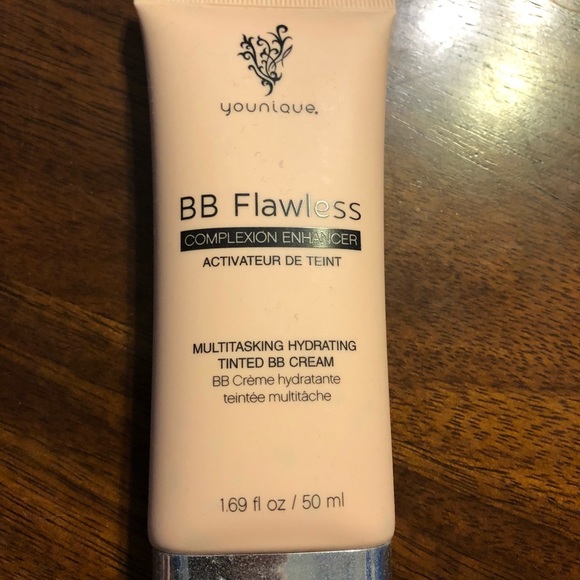 younique.
BB Flawless
COMPLEXION ENHANCER
ACTIVATEUR DE TEINT
MULTITASKING HYDRATING
TINTED BB CREAM
BB Crème hydratante
teintée multitâche
1.69 fl oz / 50 ml